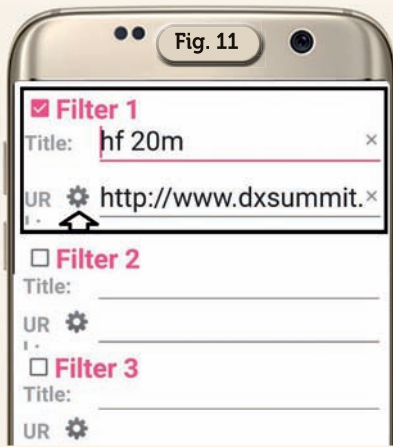 Fig. 11
Filter 1
Title: hf 20m ×
UR http://www.dxsummit. ×
Filter 2
Title:
UR
Filter 3
Title:
UR